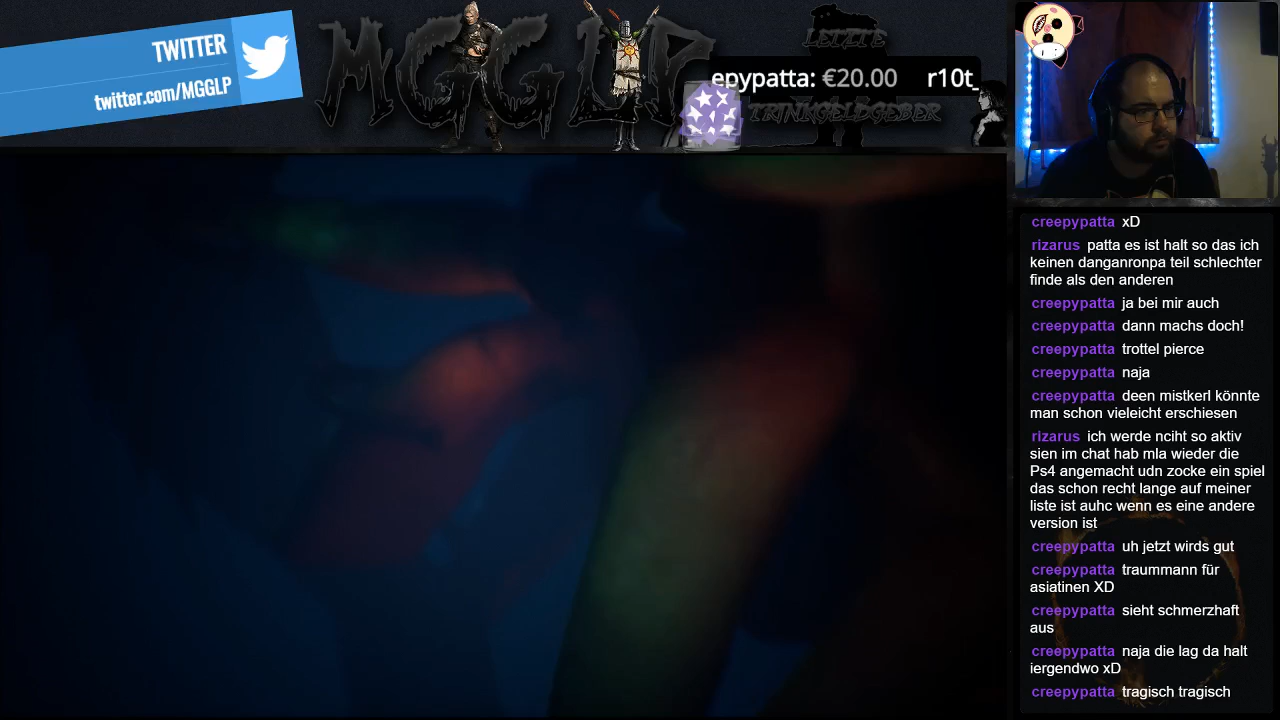 TWITTER
twitter.com/MGGLP
MGGLP
LETZTE
epypatta: €20.00 r10t_
TRINKGELDGEBER
creepypatta xD
rizarus patta es ist halt so das ich
keinen danganronpa teil schlechter
finde als den anderen
creepypatta ja bei mir auch
creepypatta dann machs doch!
creepypatta trottel pierce
creepypatta naja
creepypatta deen mistkerl könnte
man schon vieleicht erschiesen
rizarus ich werde nciht so aktiv
sien im chat hab mla wieder die
Ps4 angemacht udn zocke ein spiel
das schon recht lange auf meiner
liste ist auhc wenn es eine andere
version ist
creepypatta uh jetzt wirds gut
creepypatta traummann für
asiatinen XD
creepypatta sieht schmerzhaft
aus
creepypatta naja die lag da halt
iergendwo xD
creepypatta tragisch tragisch